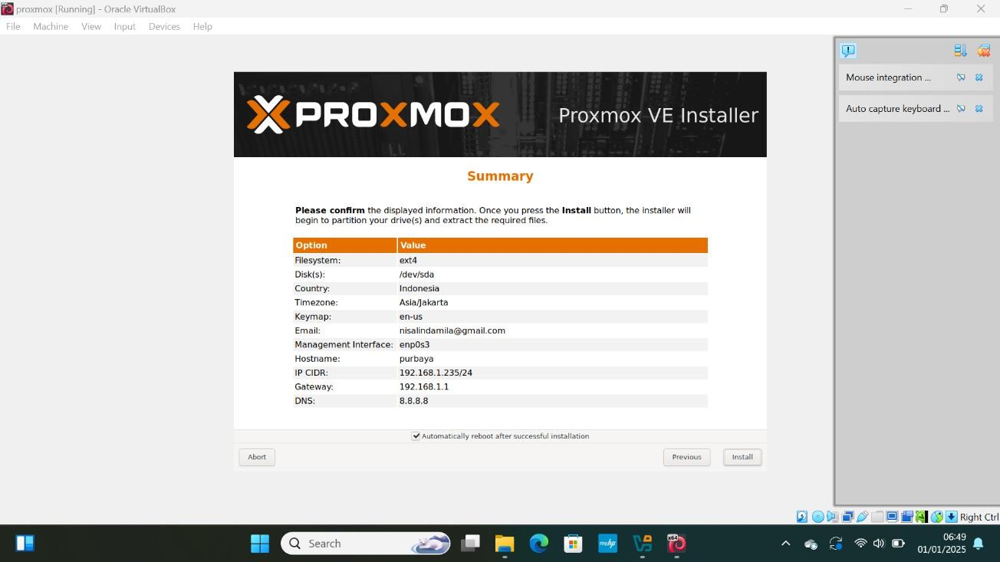 proxmox [Running] - Oracle VirtualBox
File Machine View Input Devices Help
Mouse integration ...
Auto capture keyboard ...
PROXMOX
Proxmox VE Installer
Summary
Please confirm the displayed information. Once you press the Install button, the installer will
begin to partition your drive(s) and extract the required files.
Option Value
Filesystem: ext4
Disk(s): /dev/sda
Country: Indonesia
Timezone: Asia/Jakarta
Keymap: en-us
Email: nisalindamila@gmail.com
Management Interface: enp0s3
Hostname: purbaya
IP CIDR: 192.168.1.235/24
Gateway: 192.168.1.1
DNS: 8.8.8.8
Automatically reboot after successful installation
Abort Previous Install
Right Ctrl
Search
myhp
x64
06:49
01/01/2025